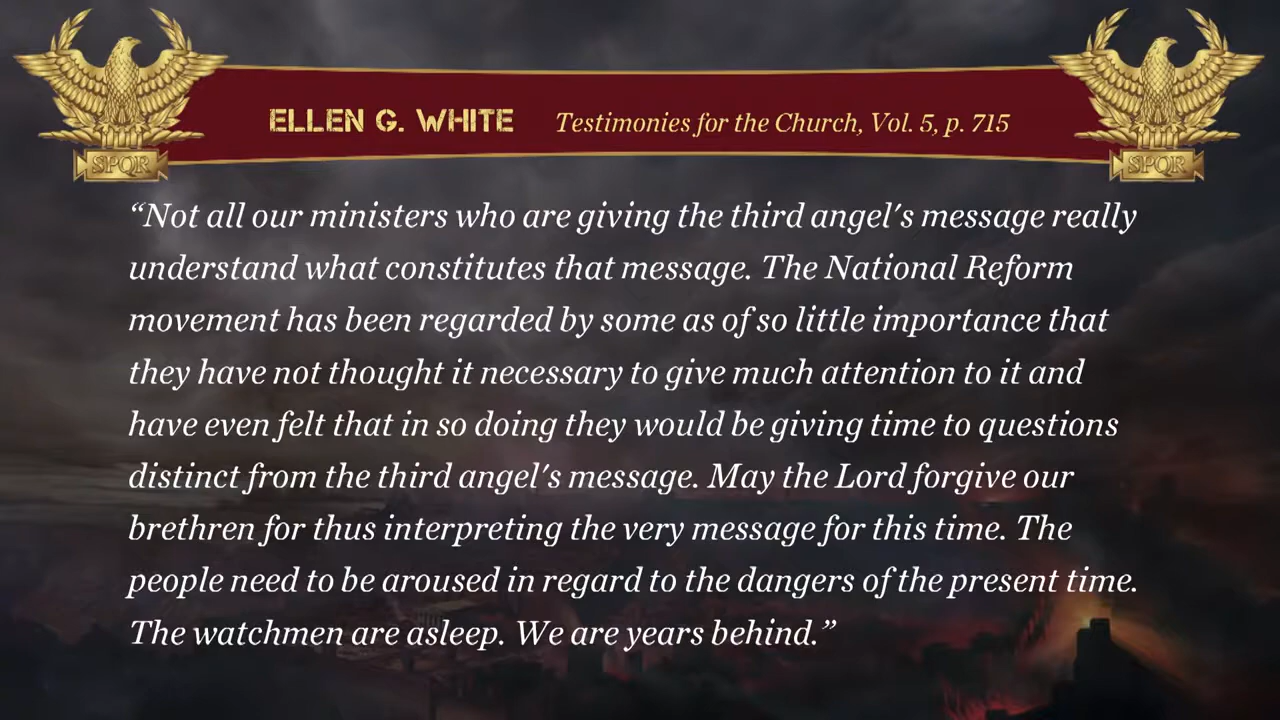 ELLEN G. WHITE Testimonies for the Church, Vol. 5, p. 715
SPQR SPQR
“Not all our ministers who are giving the third angel's message really
understand what constitutes that message. The National Reform
movement has been regarded by some as of so little importance that
they have not thought it necessary to give much attention to it and
have even felt that in so doing they would be giving time to questions
distinct from the third angel's message. May the Lord forgive our
brethren for thus interpreting the very message for this time. The
people need to be aroused in regard to the dangers of the present time.
The watchmen are asleep. We are years behind.”